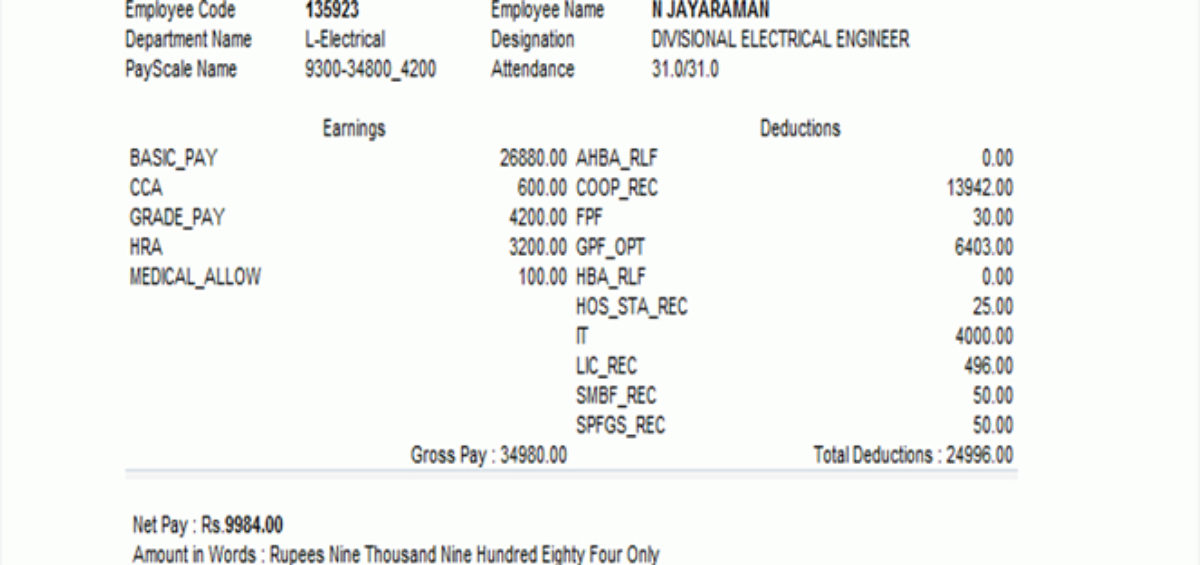 Employee Code 135923 Employee Name N JAYARAMAN
Department Name L-Electrical Designation DIVISIONAL ELECTRICAL ENGINEER
PayScale Name 9300-34800_4200 Attendance 31.0/31.0
Earnings Deductions
BASIC_PAY 26880.00 AHBA_RLF 0.00
CCA 600.00 COOP_REC 13942.00
GRADE_PAY 4200.00 FPF 30.00
HRA 3200.00 GPF_OPT 6403.00
MEDICAL_ALLOW 100.00 HBA_RLF 0.00
HOS_STA_REC 25.00
IT 4000.00
LIC_REC 496.00
SMBF_REC 50.00
SPFGS_REC 50.00
Gross Pay : 34980.00 Total Deductions : 24996.00
Net Pay : Rs.9984.00
Amount in Words : Rupees Nine Thousand Nine Hundred Eighty Four Only